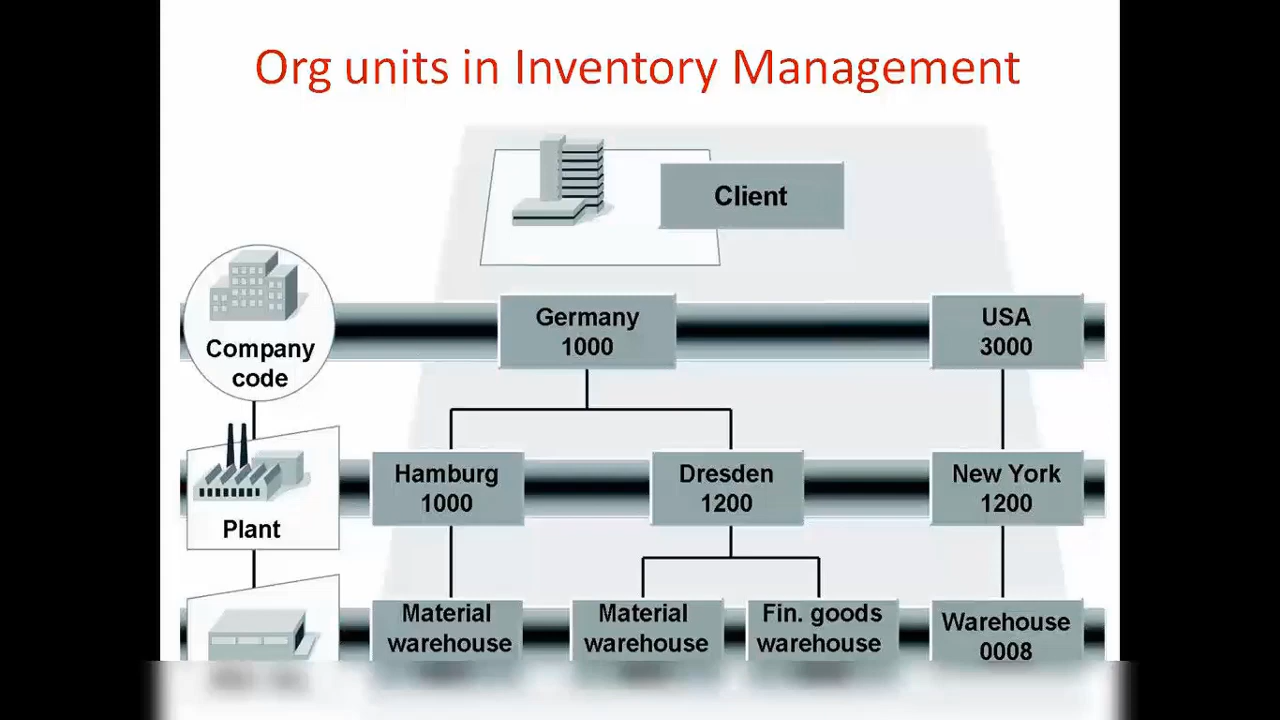 Org units in Inventory Management
Client
Germany
1000
USA
3000
Company
code
Hamburg
1000
Dresden
1200
New York
1200
Plant
Material
warehouse
Material
warehouse
Fin. goods
warehouse
Warehouse
0008